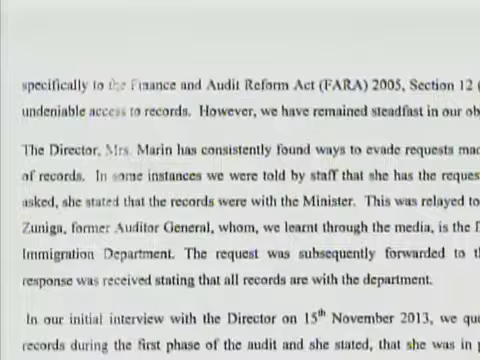 specifically to the Finance and Audit Reform Act (FARA) 2005, Section 12 (
undeniable access to records. However, we have remained steadfast in our ob
The Director, Mrs. Marin has consistently found ways to evade requests mad
of records. In some instances we were told by staff that she has the reques
asked, she stated that the records were with the Minister. This was relayed to
Zuniga, former Auditor General, whom, we learnt through the media, is the D
Immigration Department. The request was subsequently forwarded to th
response was received stating that all records are with the department.
In our initial interview with the Director on 15th November 2013, we que
records during the first phase of the audit and she stated, that she was in p